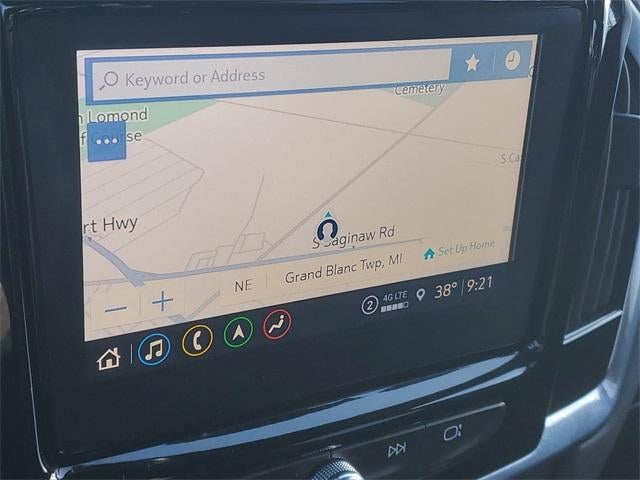 Keyword or Address
Cemetery
Lomond
S
rt Hwy
S Saginaw Rd
Set Up Home
NE
Grand Blanc Twp, MI
2
4G LTE
38°
9:21